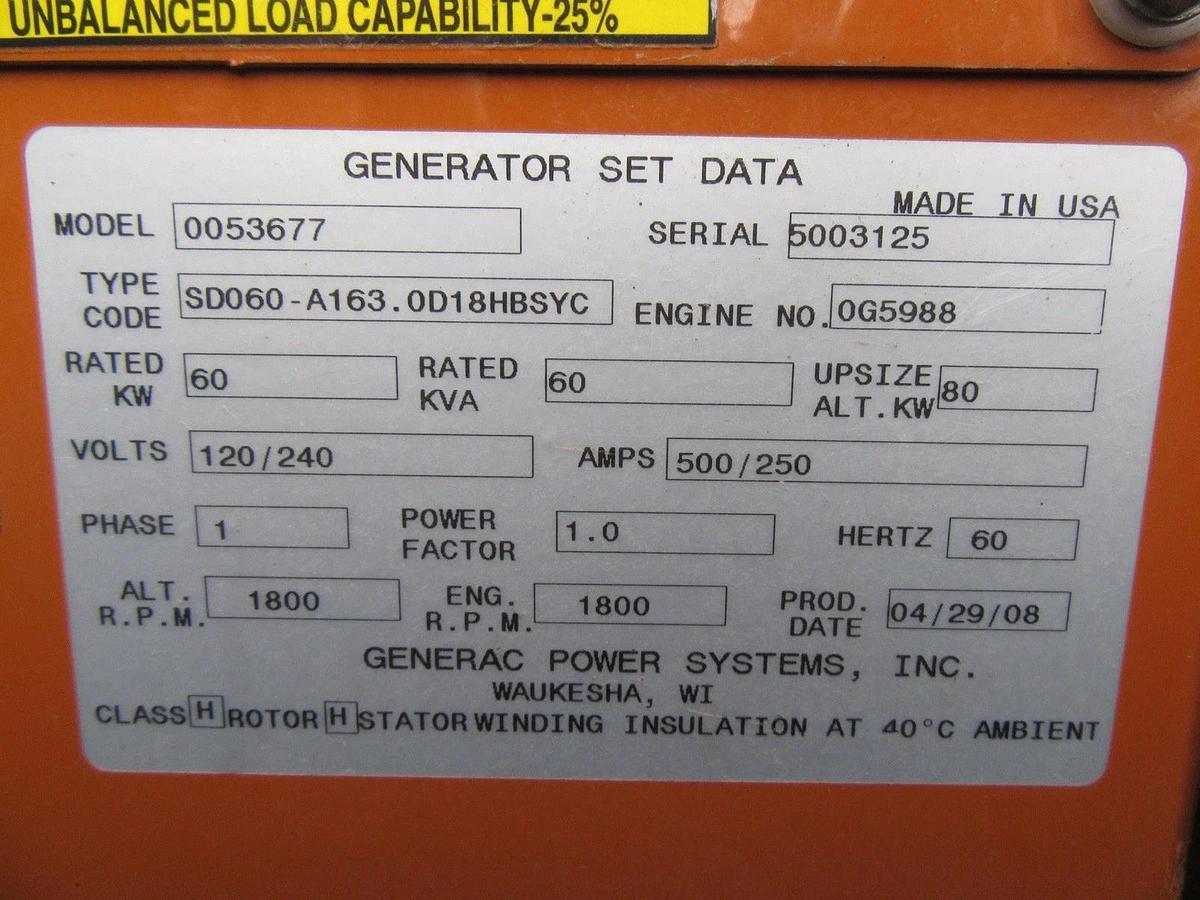 UNBALANCED LOAD CAPABILITY-25%
GENERATOR SET DATA
MADE IN USA
MODEL 0053677 SERIAL 5003125
TYPE CODE SD060-A163.0D18HBSYC ENGINE NO. 0G5988
RATED KW 60 RATED KVA 60 UPSIZE ALT.KW 80
VOLTS 120/240 AMPS 500/250
PHASE 1 POWER FACTOR 1.0 HERTZ 60
ALT. R.P.M. 1800 ENG. R.P.M. 1800 PROD. DATE 04/29/08
GENERAC POWER SYSTEMS, INC.
WAUKESHA, WI
CLASS H ROTOR H STATOR WINDING INSULATION AT 40°C AMBIENT